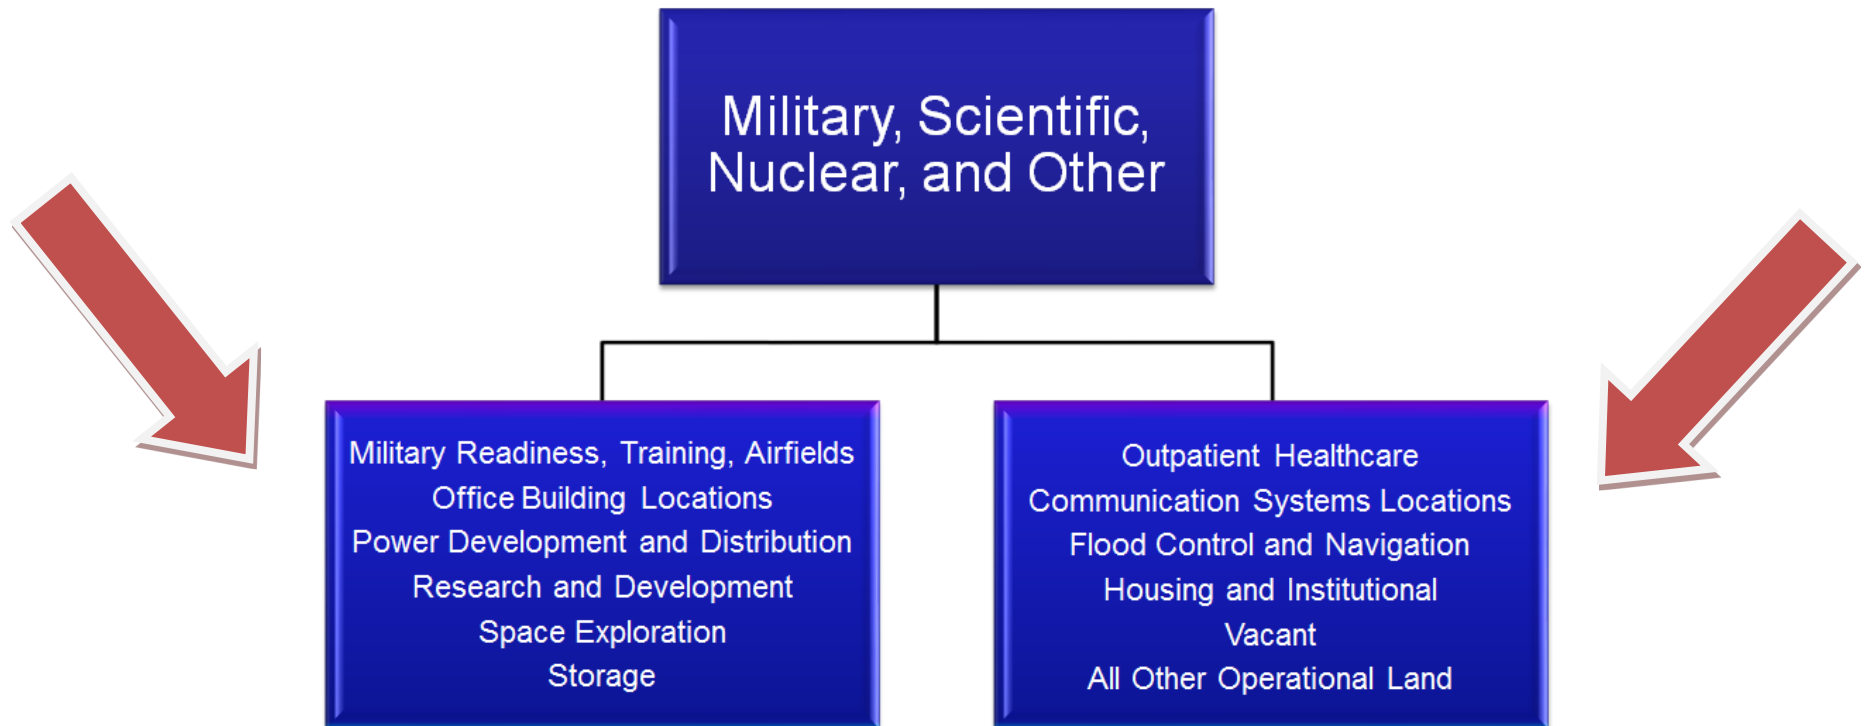 Military, Scientific,
Nuclear, and Other
Military Readiness, Training, Airfields
Office Building Locations
Power Development and Distribution
Research and Development
Space Exploration
Storage
Outpatient Healthcare
Communication Systems Locations
Flood Control and Navigation
Housing and Institutional
Vacant
All Other Operational Land